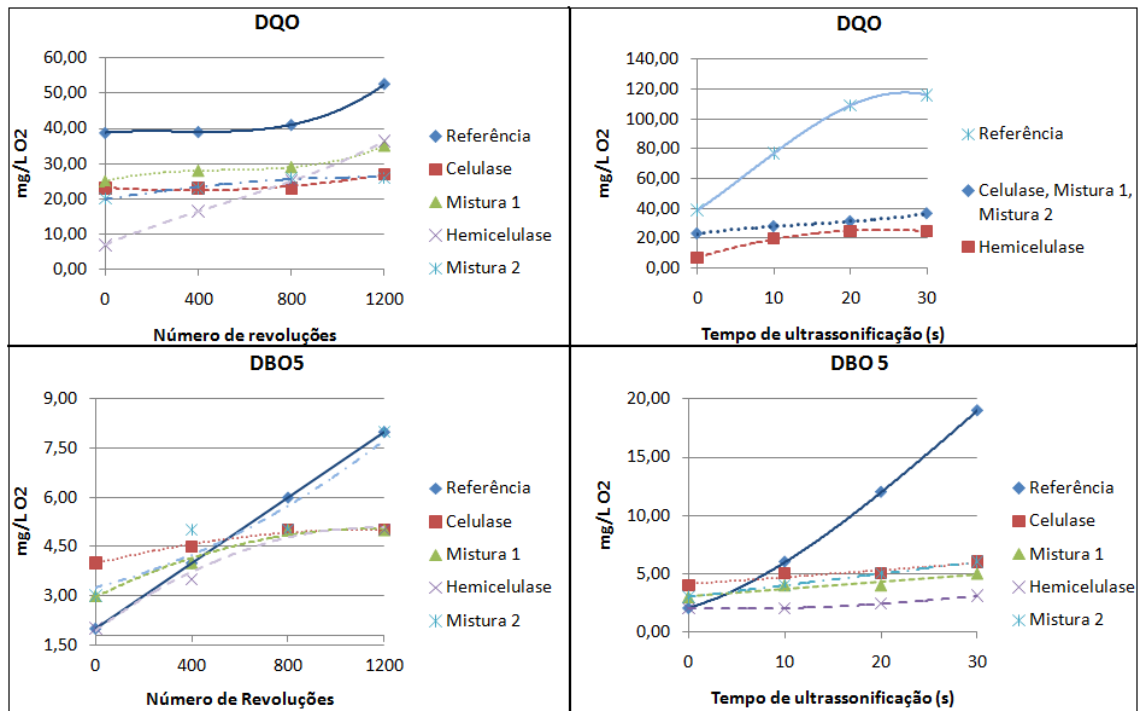 DQO
60,00
50,00
40,00
30,00
20,00
10,00
0,00
mg/L O2
0 400 800 1200
Número de revoluções
Referência
Celulase
Mistura 1
Hemicelulase
Mistura 2
DQO
140,00
120,00
100,00
80,00
60,00
40,00
20,00
0,00
mg/L O2
0 10 20 30
Tempo de ultrassonificação (s)
Referência
Celulase, Mistura 1,
Mistura 2
Hemicelulase
DBO5
9,00
7,50
6,00
4,50
3,00
1,50
mg/L O2
0 400 800 1200
Número de Revoluções
Referência
Celulase
Mistura 1
Hemicelulase
Mistura 2
DBO 5
20,00
15,00
10,00
5,00
0,00
mg/L O2
0 10 20 30
Tempo de ultrassonificação (s)
Referência
Celulase
Mistura 1
Hemicelulase
Mistura 2